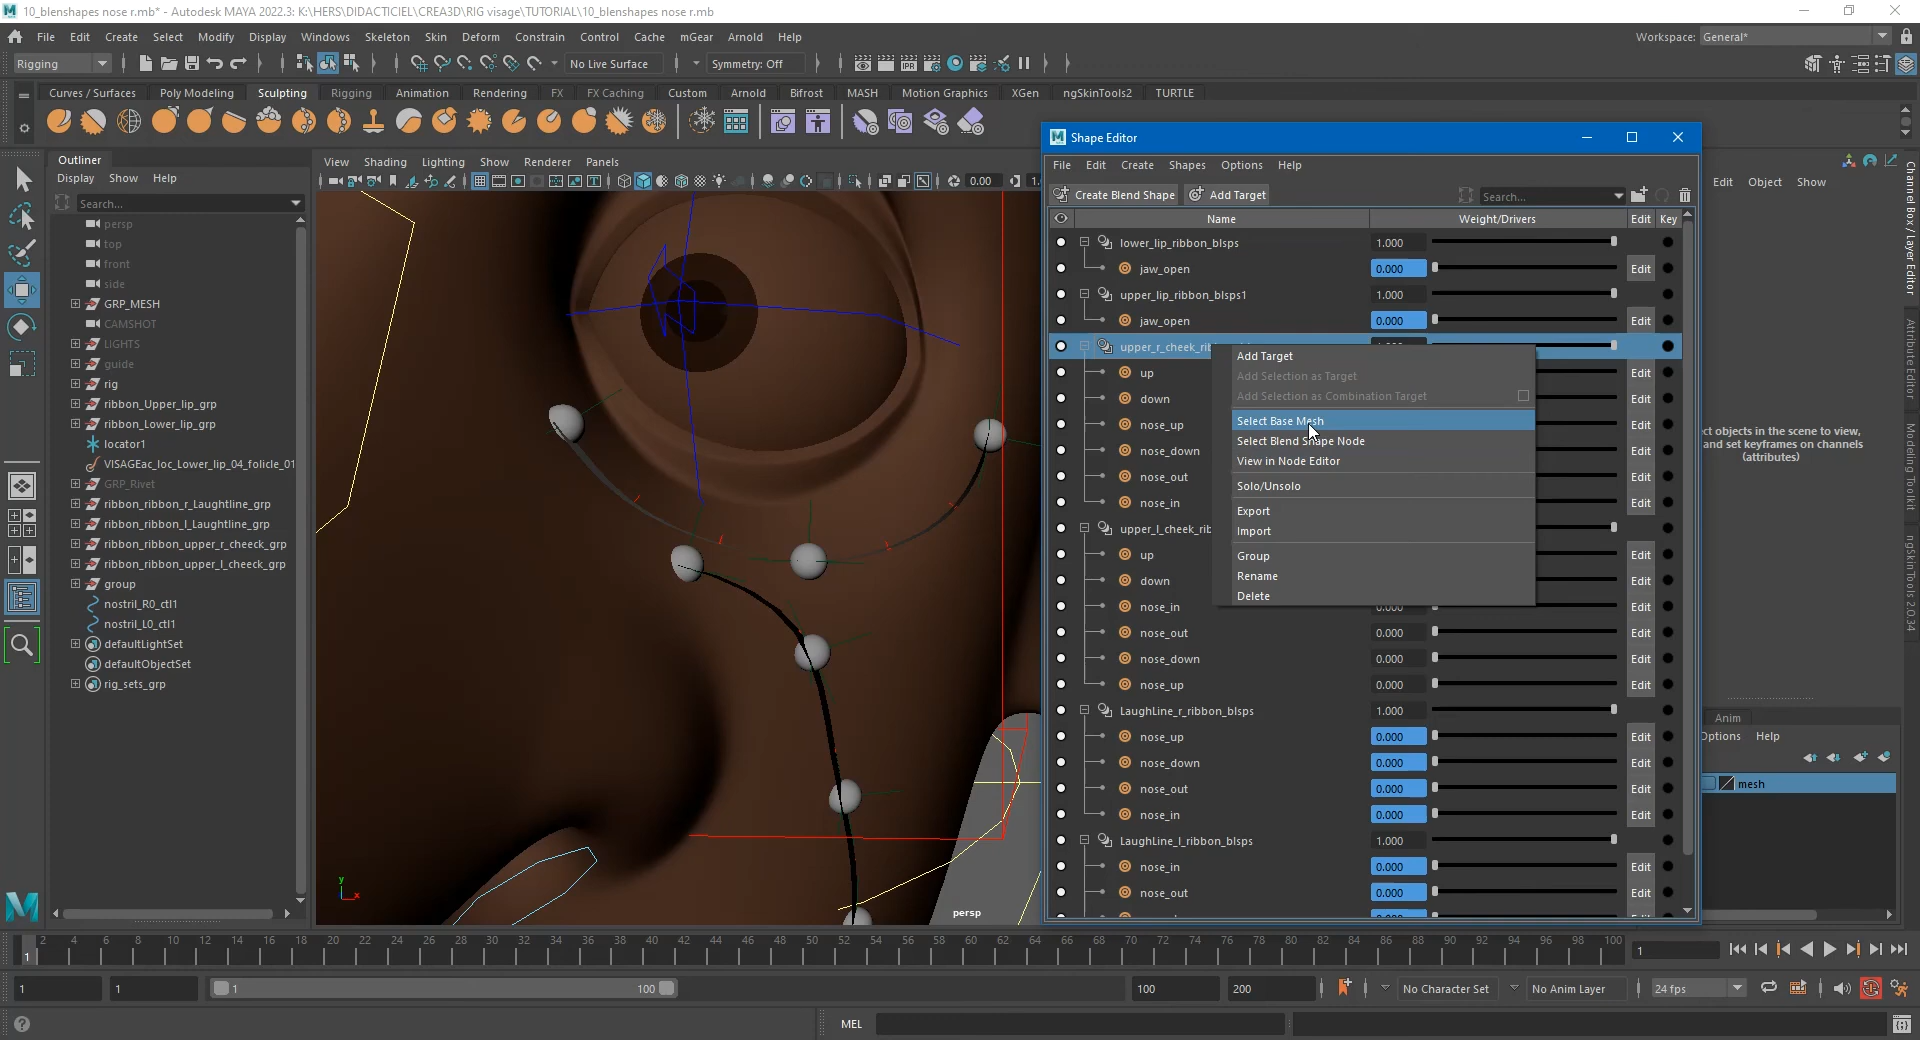 10_blenshapes nose r.mb* - Autodesk MAYA 2022.3: K:\HERS\DIDACTICIEL\CREA3D\RIG visage\TUTORIAL\10_blenshapes nose r.mb
File Edit Create Select Modify Display Windows Skeleton Skin Deform Constrain Control Cache mGear Arnold Help
Workspace: General*
Rigging
No Live Surface
Symmetry: Off
Curves / Surfaces Poly Modeling Sculpting Rigging Animation Rendering FX FX Caching Custom Arnold Bifrost MASH Motion Graphics XGen ngSkinTools2 TURTLE
Outliner
Display Show Help
Search...
persp
top
front
side
GRP_MESH
CAMSHOT
LIGHTS
guide
rig
ribbon_Upper_lip_grp
ribbon_Lower_lip_grp
locator1
VISAGEac_loc_Lower_lip_04_folicle_01
GRP_Rivet
ribbon_ribbon_r_Laughtline_grp
ribbon_ribbon_l_Laughtline_grp
ribbon_ribbon_upper_r_cheeck_grp
ribbon_ribbon_upper_l_cheeck_grp
group
nostril_R0_ctl1
nostril_L0_ctl1
defaultLightSet
defaultObjectSet
rig_sets_grp
View Shading Lighting Show Renderer Panels
0.00
persp
y
x
Shape Editor
File Edit Create Shapes Options Help
Create Blend Shape Add Target
Search...
Name Weight/Drivers Edit Key
lower_lip_ribbon_blsps 1.000
jaw_open 0.000 Edit
upper_lip_ribbon_blsps1 1.000
jaw_open 0.000 Edit
upper_r_cheek_ri
up Edit
down Edit
nose_up Edit
nose_down Edit
nose_out Edit
nose_in Edit
upper_l_cheek_rib
up Edit
down Edit
nose_in 0.000 Edit
nose_out 0.000 Edit
nose_down 0.000 Edit
nose_up 0.000 Edit
LaughLine_r_ribbon_blsps 1.000
nose_up 0.000 Edit
nose_down 0.000 Edit
nose_out 0.000 Edit
nose_in 0.000 Edit
LaughLine_l_ribbon_blsps 1.000
nose_in 0.000 Edit
nose_out 0.000 Edit
Add Target
Add Selection as Target
Add Selection as Combination Target
Select Base Mesh
Select Blend Shape Node
View in Node Editor
Solo/Unsolo
Export
Import
Group
Rename
Delete
Edit Object Show
ct objects in the scene to view,
and set keyframes on channels
(attributes)
Anim
Options Help
mesh
Channel Box / Layer Editor
Attribute Editor
Modeling Toolkit
ngSkinTools 2.0.34
2 4 6 8 10 12 14 16 18 20 22 24 26 28 30 32 34 36 38 40 42 44 46 48 50 52 54 56 58 60 62 64 66 68 70 72 74 76 78 80 82 84 86 88 90 92 94 96 98 100
1
1
1 1 1 100 100 200 No Character Set No Anim Layer 24 fps
MEL